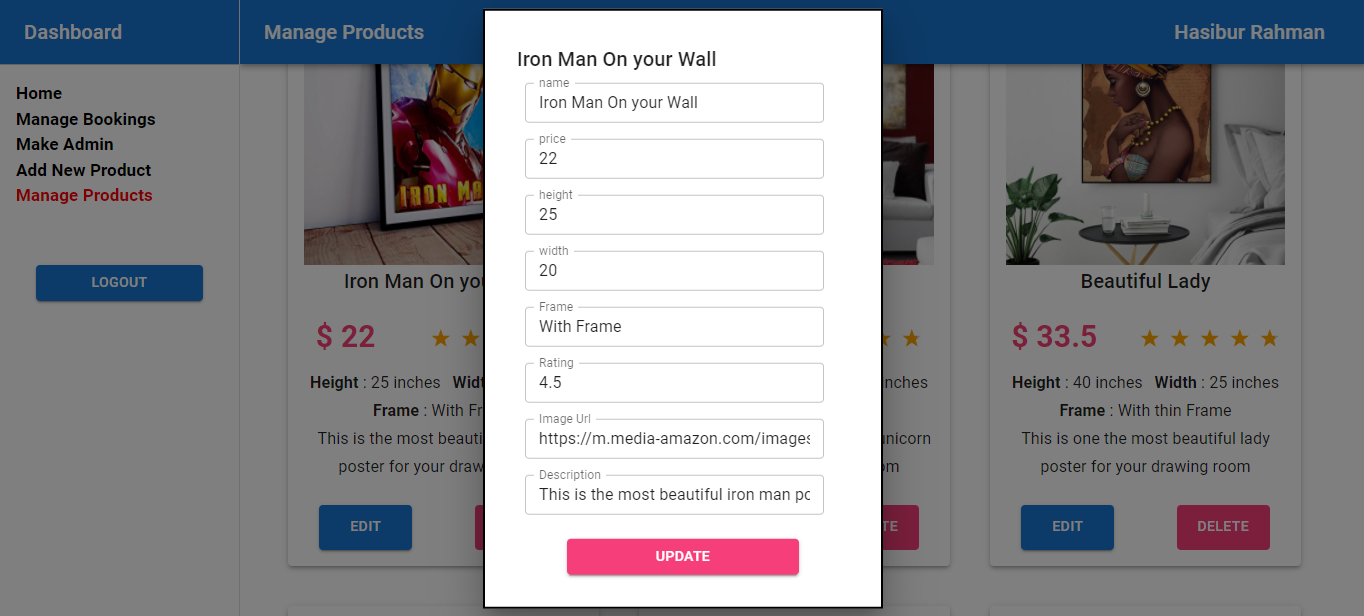 Dashboard
Manage Products
Hasibur Rahman
Home
Manage Bookings
Make Admin
Add New Product
Manage Products
LOGOUT
IRON MA
Iron Man On you
$ 22
Height : 25 inches Widt
Frame : With Fr
This is the most beauti
poster for your draw
EDIT
Iron Man On your Wall
name
Iron Man On your Wall
price
22
height
25
width
20
Frame
With Frame
Rating
4.5
Image Url
https://m.media-amazon.com/images
Description
This is the most beautiful iron man po
UPDATE
nches
unicorn
om
TE
Beautiful Lady
$ 33.5
Height : 40 inches Width : 25 inches
Frame : With thin Frame
This is one the most beautiful lady
poster for your drawing room
EDIT
DELETE